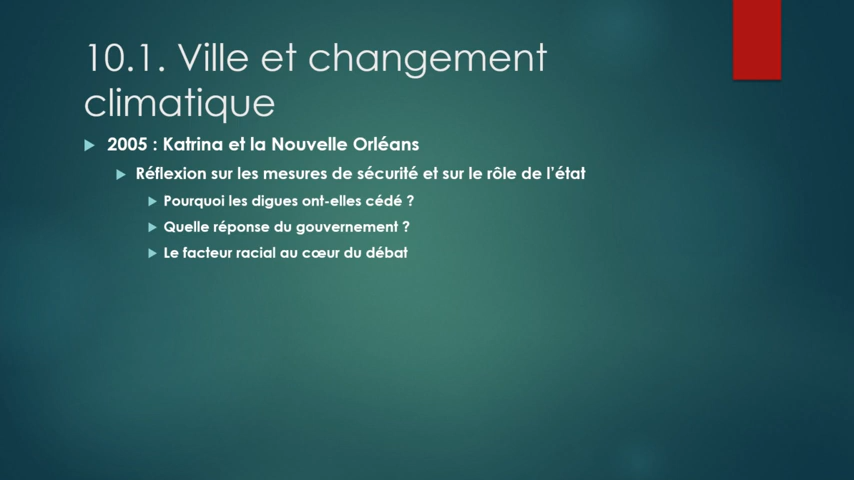 10.1. Ville et changement
climatique
2005 : Katrina et la Nouvelle Orléans
Réflexion sur les mesures de sécurité et sur le rôle de l'état
Pourquoi les digues ont-elles cédé ?
Quelle réponse du gouvernement ?
Le facteur racial au cœur du débat